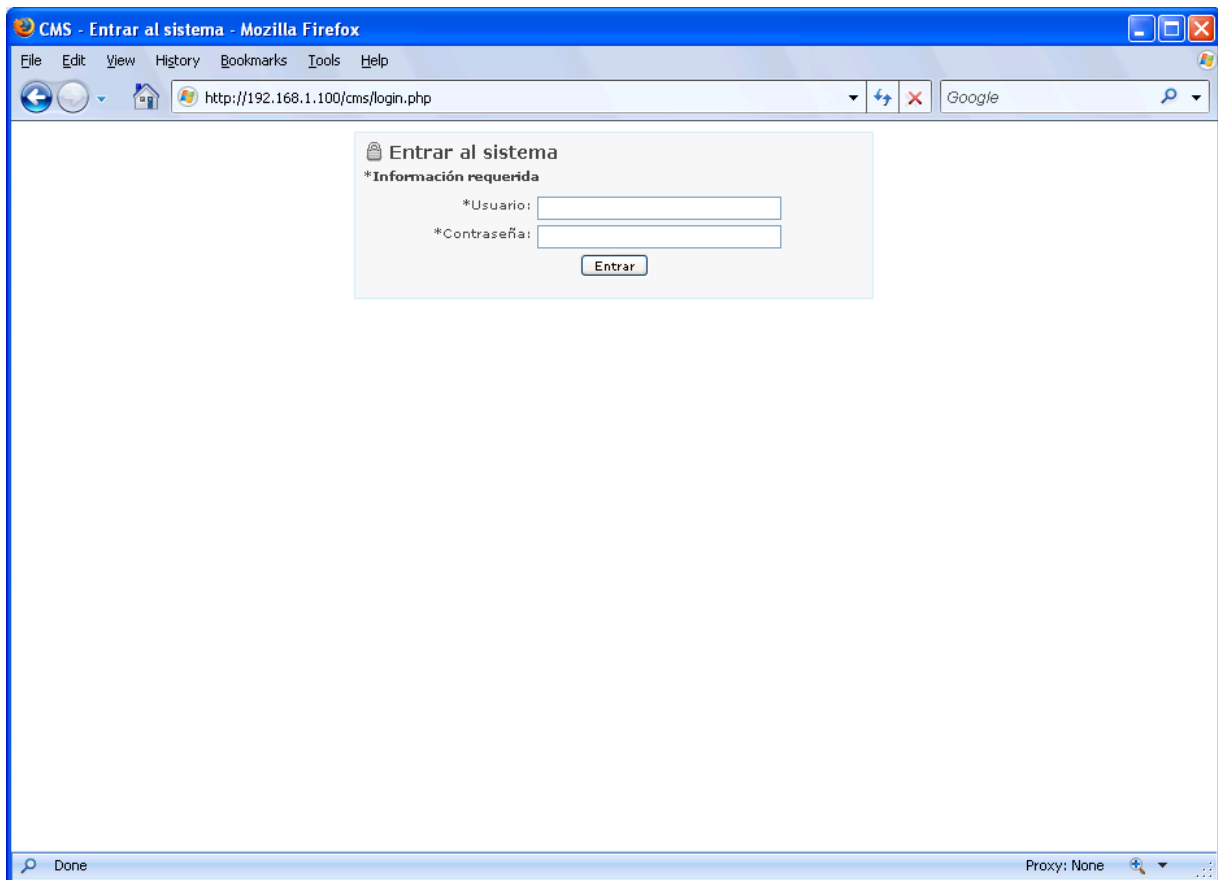 CMS - Entrar al sistema - Mozilla Firefox
File Edit View History Bookmarks Tools Help
http://192.168.1.100/cms/login.php Google
Entrar al sistema
*Información requerida
*Usuario:
*Contraseña:
Entrar
Done Proxy: None